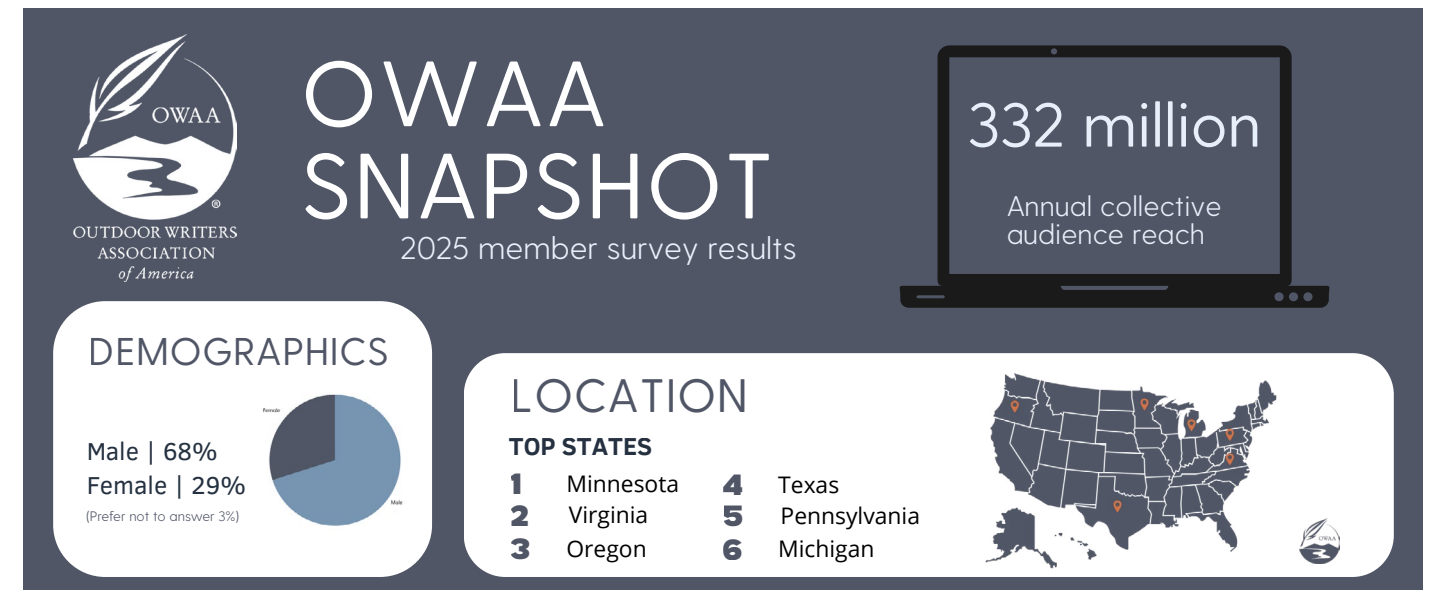 OWAA
®
OUTDOOR WRITERS
ASSOCIATION
of America
OWAA
SNAPSHOT
2025 member survey results
332 million
Annual collective
audience reach
DEMOGRAPHICS
Male | 68%
Female | 29%
(Prefer not to answer 3%)
Female
Male
LOCATION
TOP STATES
1 Minnesota
2 Virginia
3 Oregon
4 Texas
5 Pennsylvania
6 Michigan
OWAA